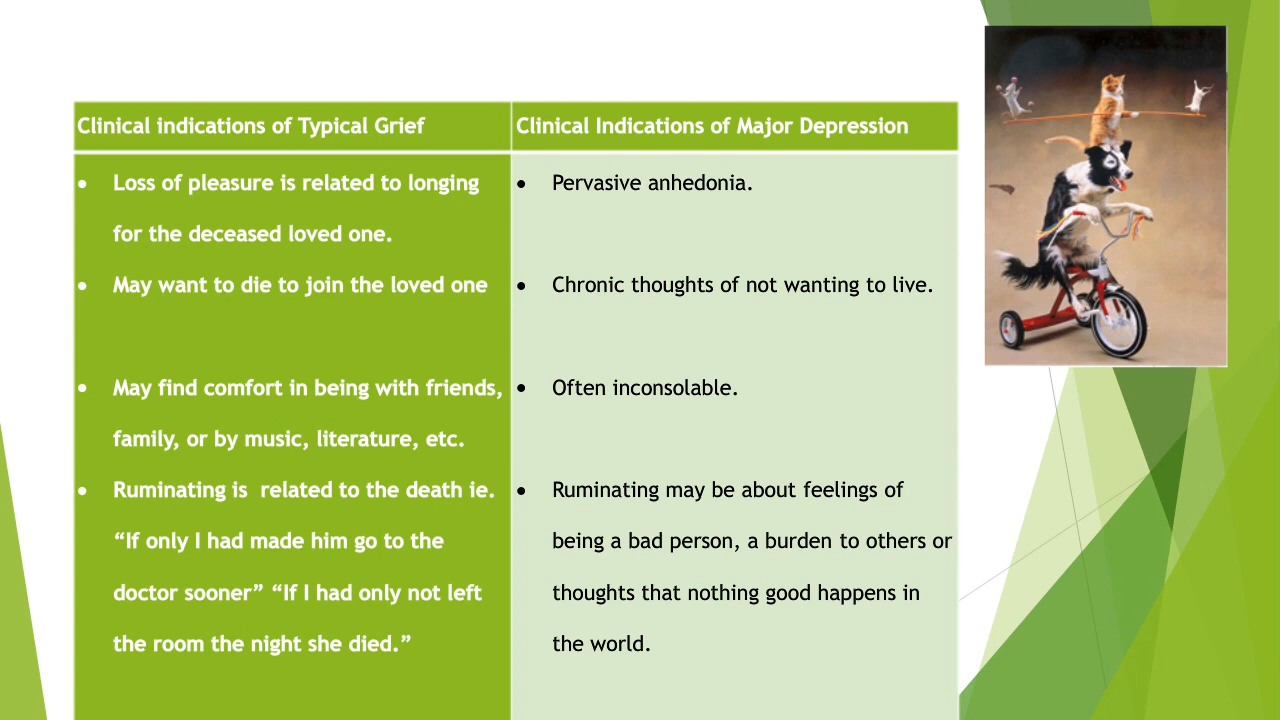 Clinical indications of Typical Grief
Clinical Indications of Major Depression
• Loss of pleasure is related to longing
for the deceased loved one.
• May want to die to join the loved one
• May find comfort in being with friends,
family, or by music, literature, etc.
• Ruminating is  related to the death ie.
“If only I had made him go to the
doctor sooner” “If I had only not left
the room the night she died.”
• Pervasive anhedonia.
• Chronic thoughts of not wanting to live.
• Often inconsolable.
• Ruminating may be about feelings of
being a bad person, a burden to others or
thoughts that nothing good happens in
the world.